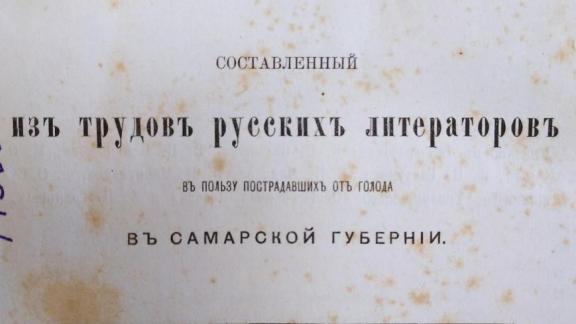 СОСТАВЛЕННЫЙ
ИЗЪ ТРУДОВЪ РУССКИХЪ ЛИТЕРАТОРОВЪ
ВЪ ПОЛЬЗУ ПОСТРАДАВШИХЪ ОТЪ ГОЛОДА
ВЪ САМАРСКОЙ ГУБЕРНІИ.